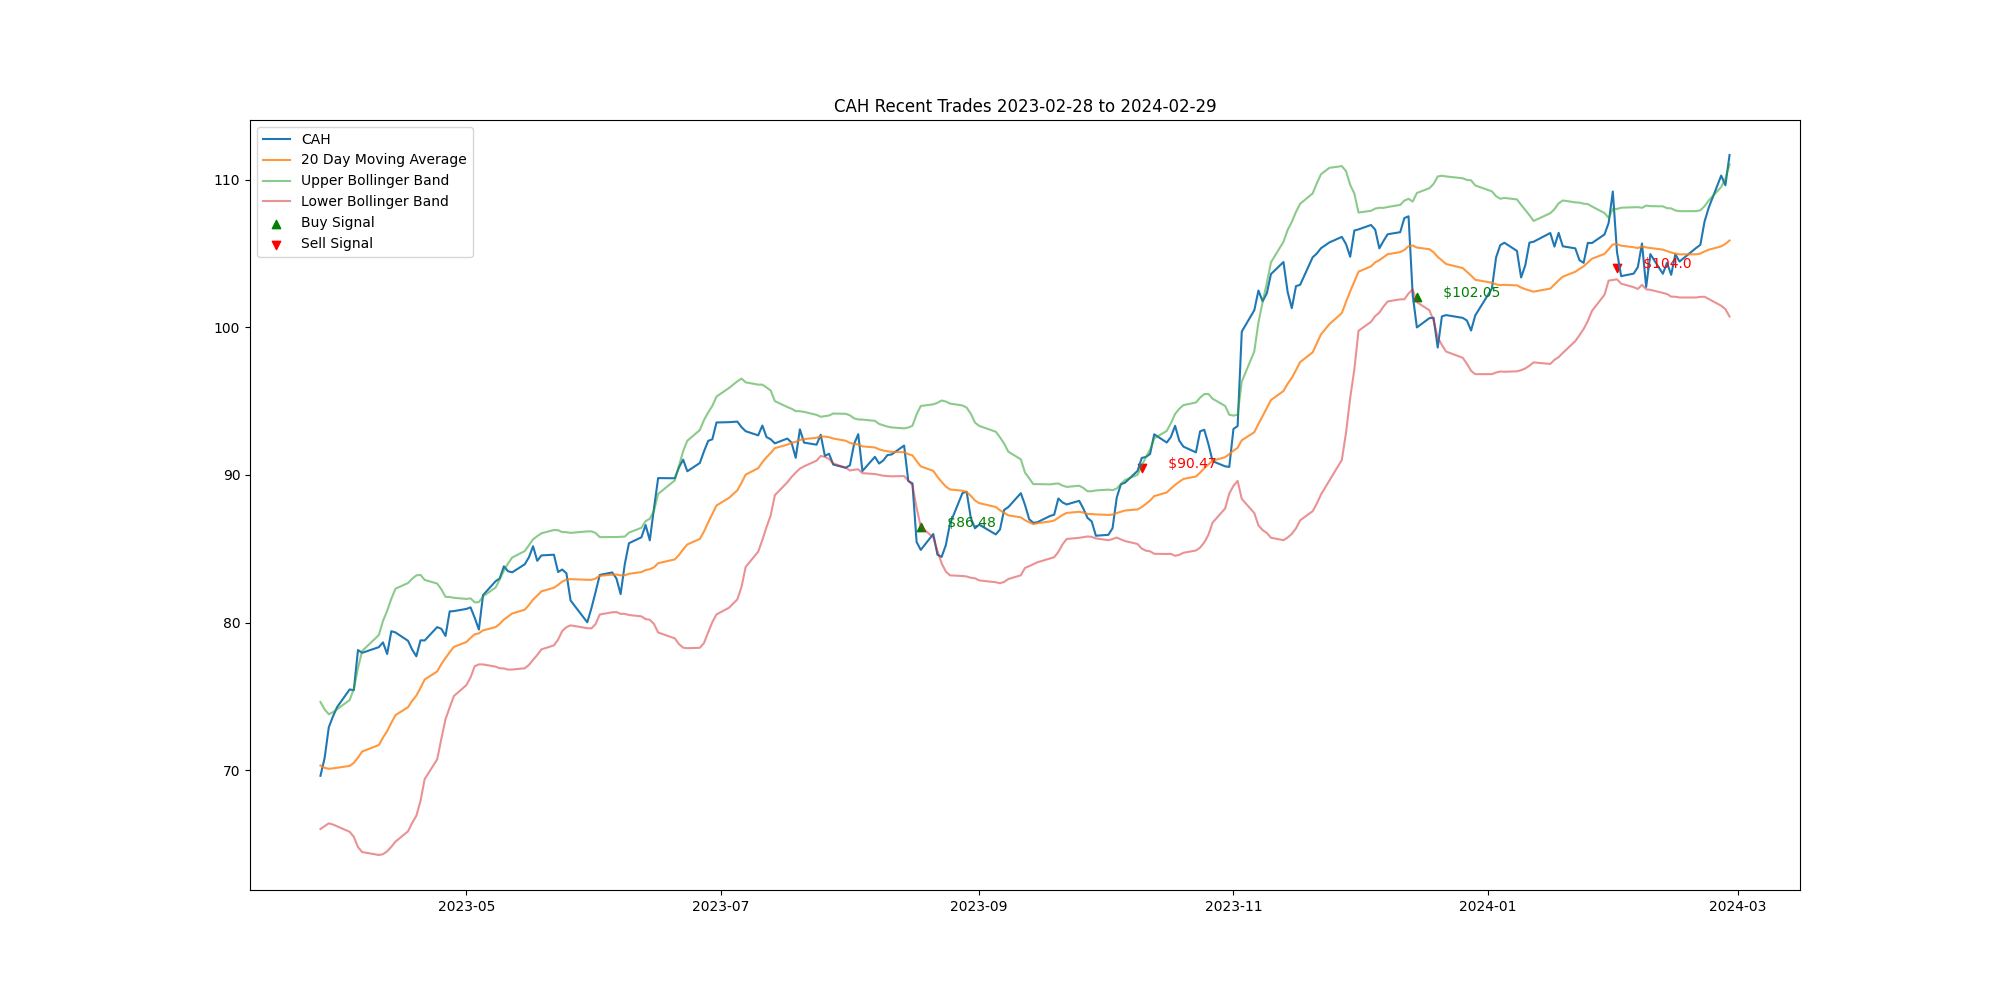 CAH Recent Trades 2023-02-28 to 2024-02-29
CAH
20 Day Moving Average
Upper Bollinger Band
Lower Bollinger Band
Buy Signal
Sell Signal
110
100
90
80
70
$104.0
$102.05
$90.47
$86.48
2023-05
2023-07
2023-09
2023-11
2024-01
2024-03